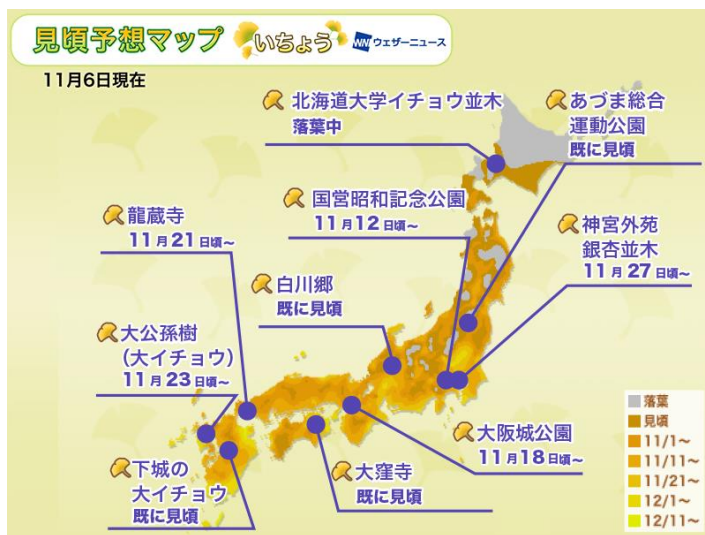 見頃予想マップ いちょう WNI ウェザーニュース
11月6日現在
北海道大学イチョウ並木
落葉中
あづま総合
運動公園
既に見頃
国営昭和記念公園
11月12日頃~
龍蔵寺
11月21日頃~
神宮外苑
銀杏並木
11月27日頃~
白川郷
既に見頃
大公孫樹
(大イチョウ)
11月23日頃~
大阪城公園
11月18日頃~
下城の
大イチョウ
既に見頃
大窪寺
既に見頃
落葉
見頃
11/1~
11/11~
11/21~
12/1~
12/11~